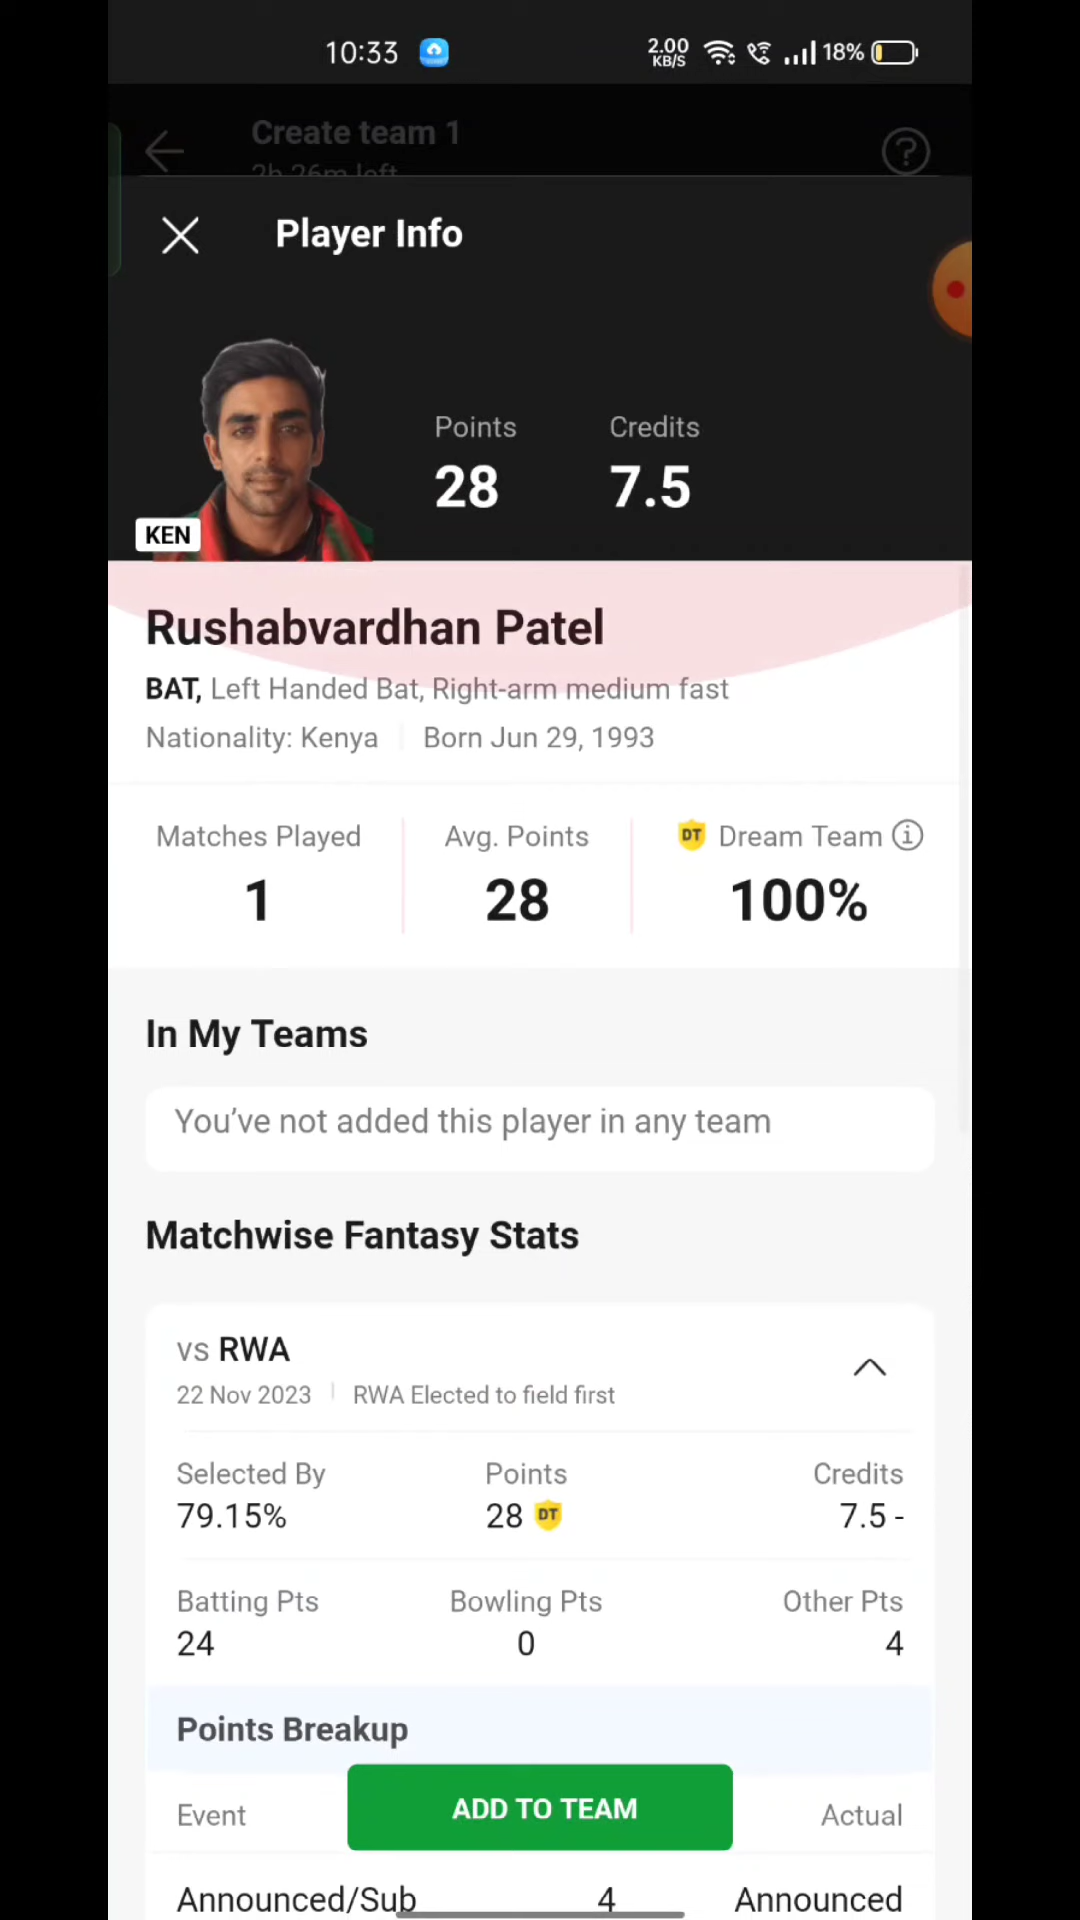 10:33
2.00
KB/S
18%
Create team 1
2h 26m left
?
Player Info
Points
Credits
28
7.5
KEN
Rushabvardhan Patel
BAT, Left Handed Bat, Right-arm medium fast
Nationality: Kenya
Born Jun 29, 1993
Matches Played
Avg. Points
DT Dream Team
1
28
100%
In My Teams
You’ve not added this player in any team
Matchwise Fantasy Stats
vs RWA
22 Nov 2023
RWA Elected to field first
Selected By
Points
Credits
79.15%
28 DT
7.5 -
Batting Pts
Bowling Pts
Other Pts
24
0
4
Points Breakup
Event
ADD TO TEAM
Actual
Announced/Sub
4
Announced